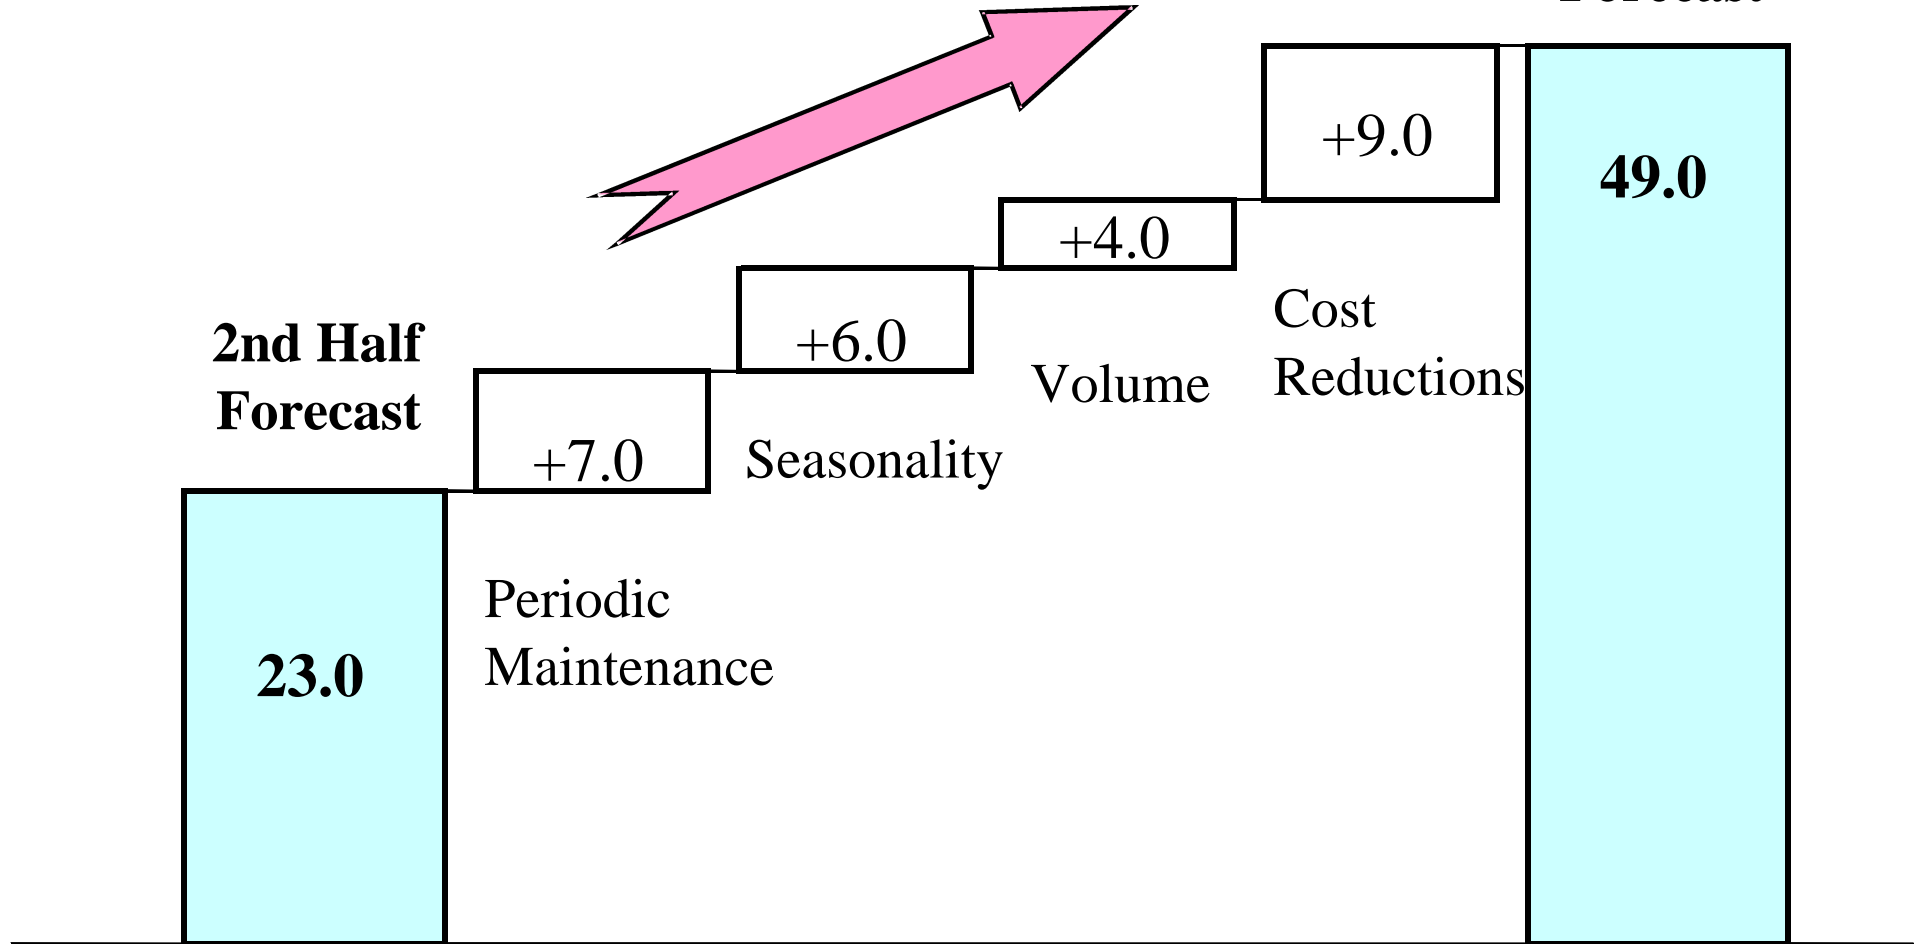 +9.0
49.0
+4.0
Cost
Reductions
2nd Half
Forecast
+6.0
Volume
+7.0
Seasonality
Periodic
Maintenance
23.0